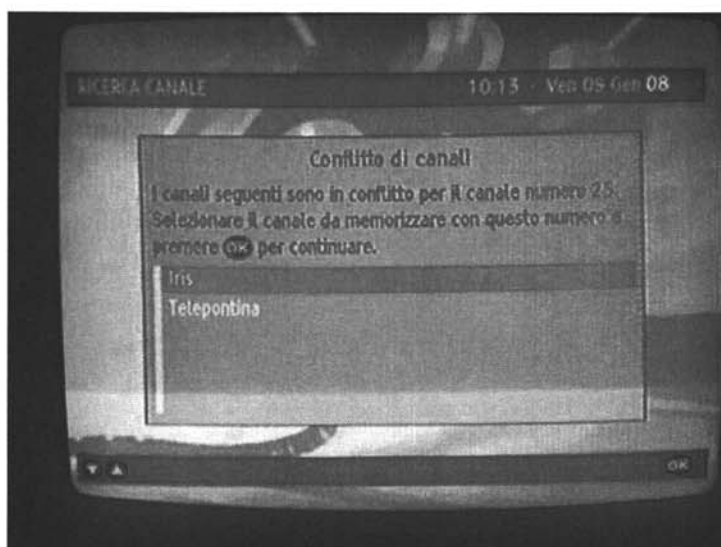 RICERCA CANALE 10:13 Ven 09 Gen 08
Conflitto di canali
I canali seguenti sono in conflitto per il canale numero 25.
Selezionare il canale da memorizzare con questo numero e
premere OK per continuare.
Iris
Telepontina
OK